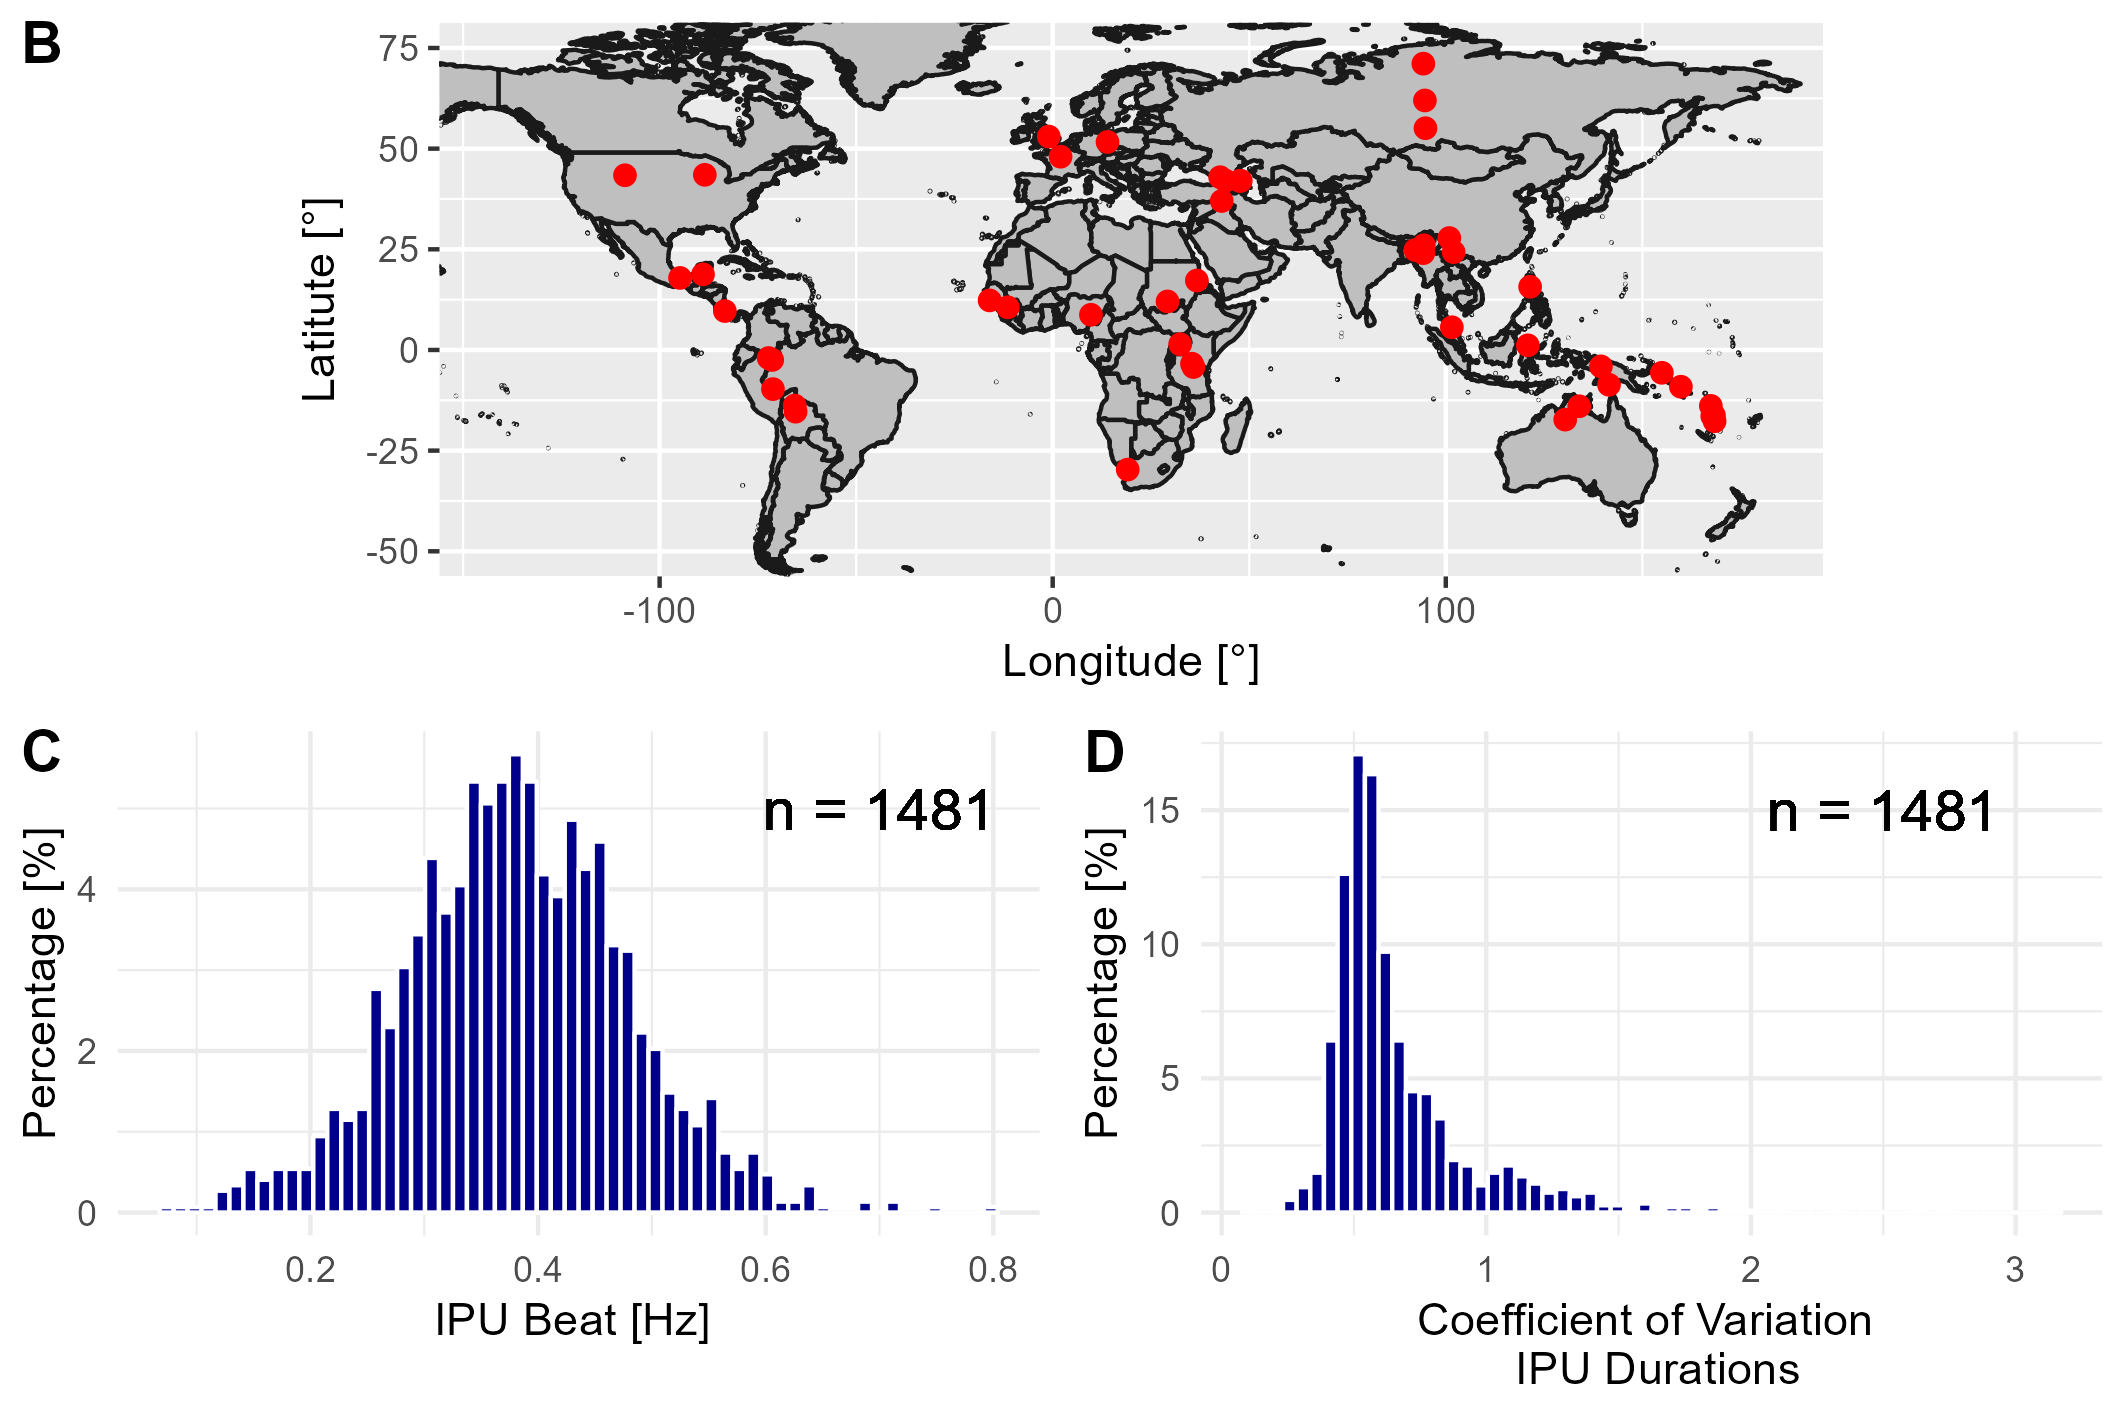 B
75
50
25
0
-25
-50
Latitute [°]
-100 0 100
Longitude [°]
C
n = 1481
4
2
0
Percentage [%]
0.2 0.4 0.6 0.8
IPU Beat [Hz]
D
n = 1481
15
10
5
0
Percentage [%]
0 1 2 3
Coefficient of Variation
IPU Durations